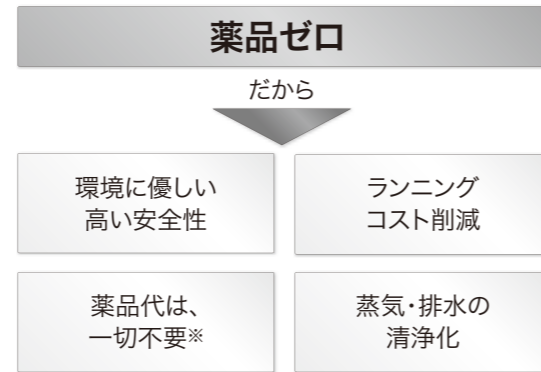 薬品ゼロ
だから
環境に優しい
高い安全性
ランニング
コスト削減
薬品代は、
一切不要※
蒸気・排水の
清浄化